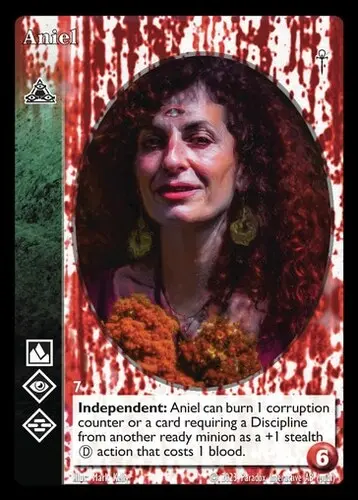 Aniel
7
Independent: Aniel can burn 1 corruption
counter or a card requiring a Discipline
from another ready minion as a +1 stealth
Ⓓ action that costs 1 blood.
6